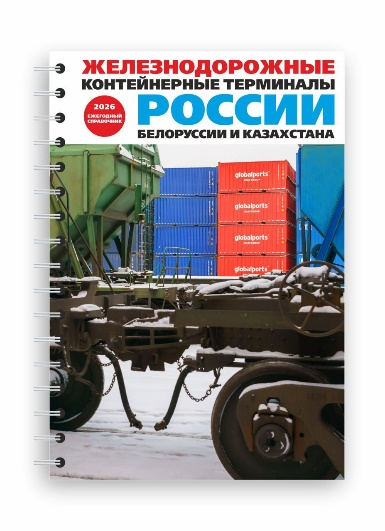 ЖЕЛЕЗНОДОРОЖНЫЕ
КОНТЕЙНЕРНЫЕ ТЕРМИНАЛЫ
2026
ЕЖЕГОДНЫЙ
СПРАВОЧНИК
РОССИИ
БЕЛОРУССИИ И КАЗАХСТАНА
globalports
globalports
globalports
globalports